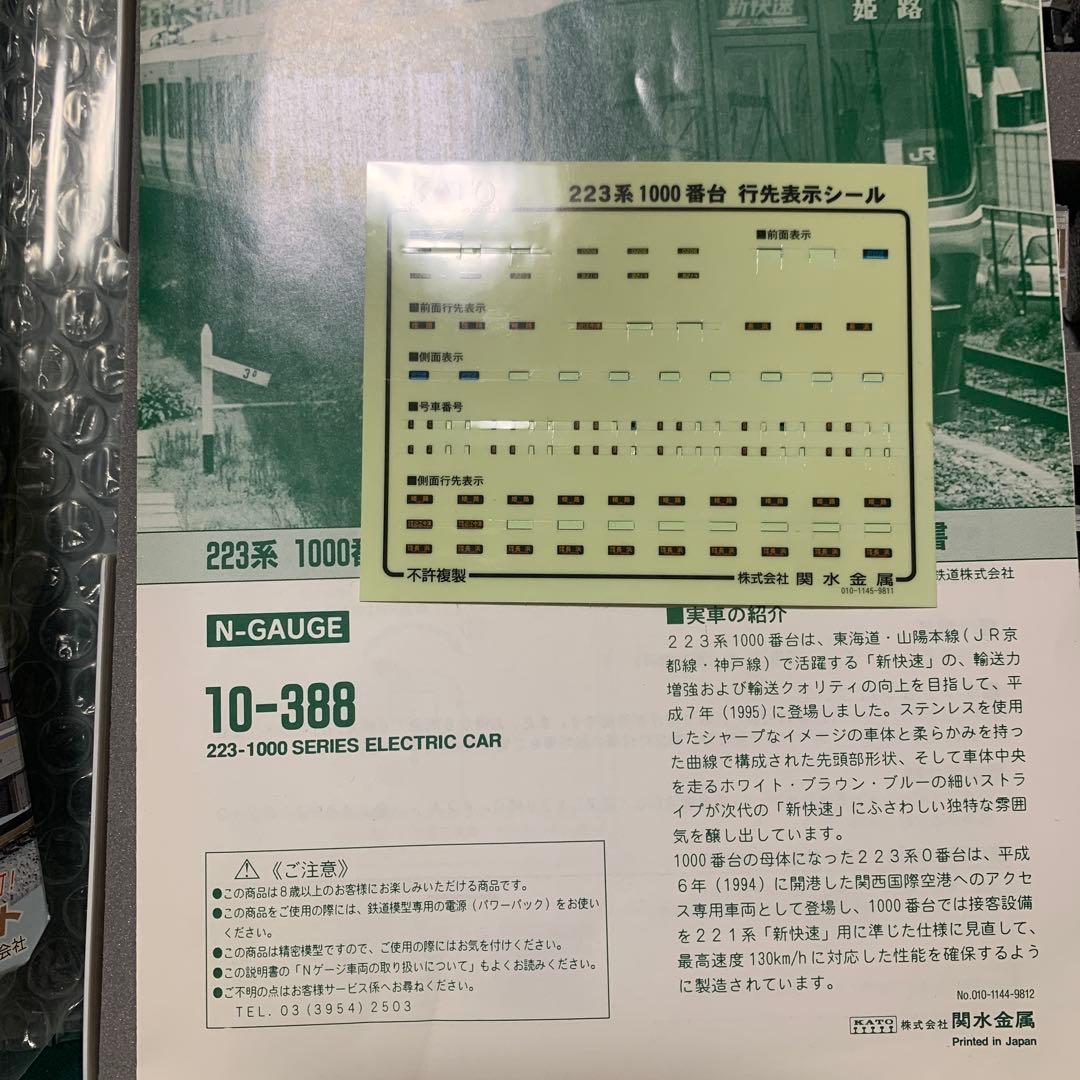 新快速
姫路
JR
30
KATO
223系1000番台 行先表示シール
■前面表示
■前面行先表示
■側面表示
■号車番号
■側面行先表示
不許複製
株式会社 関水金属
010-1145-9811
223系 1000番
書
鉄道株式会社
N-GAUGE
10-388
223-1000 SERIES ELECTRIC CAR
■実車の紹介
223系1000番台は、東海道・山陽本線(JR京
都線・神戸線)で活躍する「新快速」の、輸送力
増強および輸送クォリティの向上を目指して、平
成7年(1995)に登場しました。ステンレスを使用
したシャープなイメージの車体と柔らかみを持っ
た曲線で構成された先頭部形状、そして車体中央
を走るホワイト・ブラウン・ブルーの細いストラ
イプが次代の「新快速」にふさわしい独特な雰囲
気を醸し出しています。
1000番台の母体になった223系0番台は、平成
6年(1994)に開港した関西国際空港へのアクセ
ス専用車両として登場し、1000番台では接客設備
を221系「新快速」用に準じた仕様に見直して、
最高速度130km/hに対応した性能を確保するよう
に製造されています。
⚠《ご注意》
●この商品は8歳以上のお客様にお楽しみいただける商品です。
●この商品をご使用の際には、鉄道模型専用の電源(パワーパック)をお使い
ください。
●この商品は精密模型ですので、ご使用の際にはお気を付けください。
●この説明書の「Nゲージ車両の取り扱いについて」もよくお読みください。
●ご不明の点はお客様サービス係へお尋ねください。
TEL. 03(3954)2503
No.010-1144-9812
KATO 株式会社 関水金属
Printed in Japan
会社